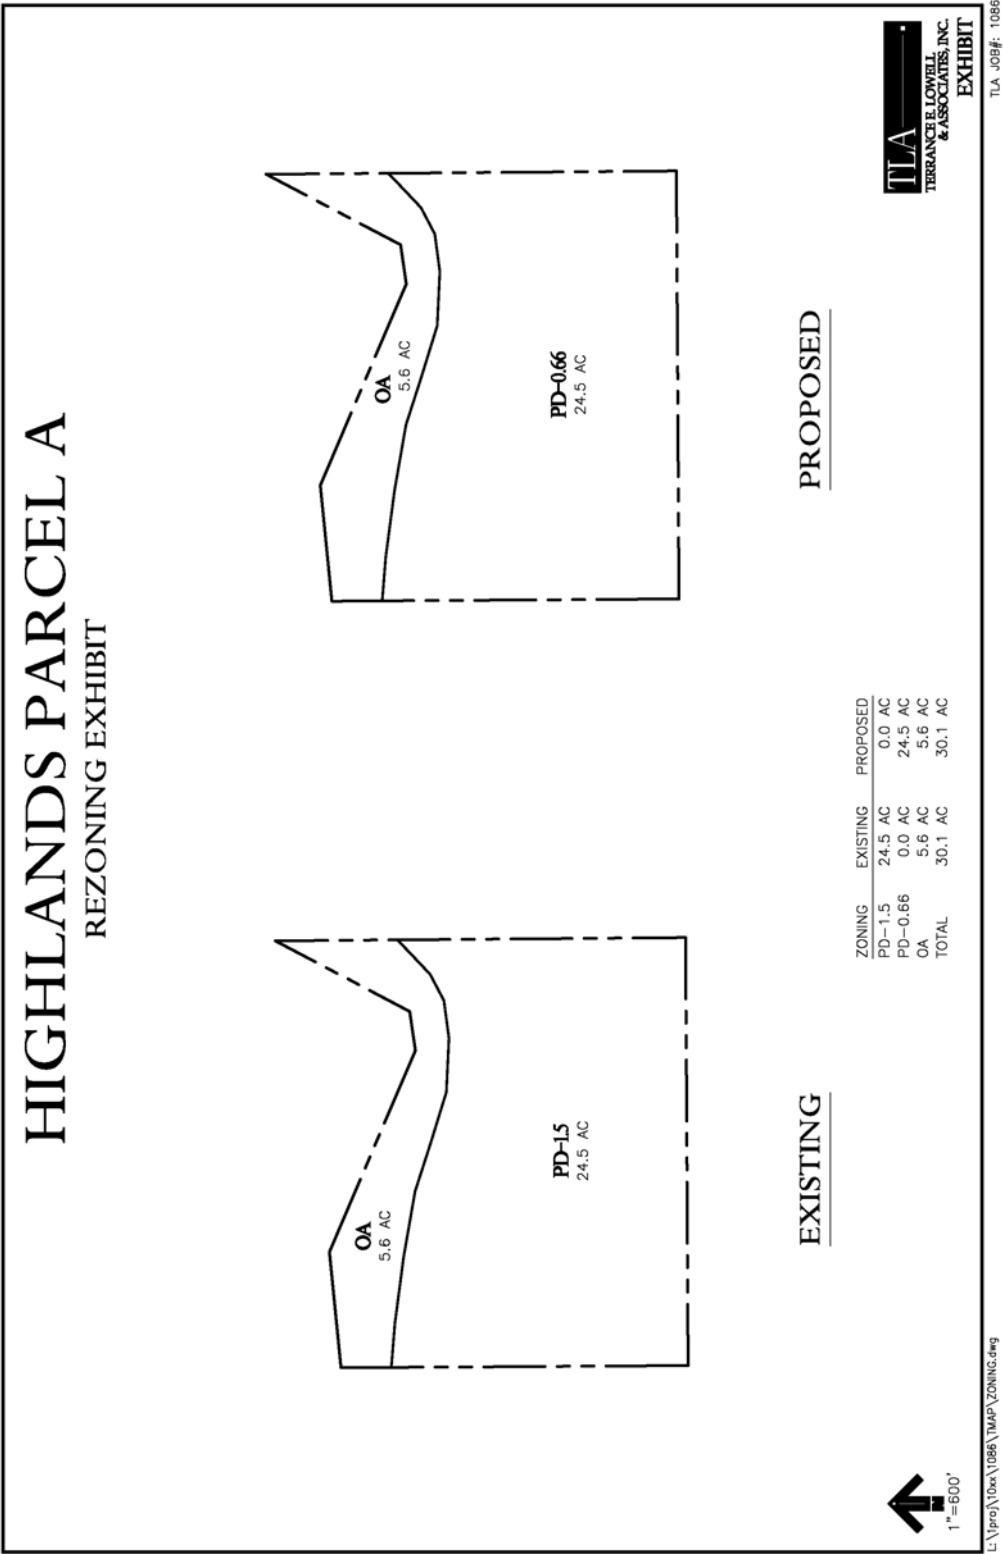 HIGHLANDS PARCEL A
REZONING EXHIBIT
OA
5.6 AC
PD-1.5
24.5 AC
EXISTING
OA
5.6 AC
PD-0.66
24.5 AC
PROPOSED
ZONING EXISTING PROPOSED
PD-1.5 24.5 AC 0.0 AC
PD-0.66 0.0 AC 24.5 AC
OA 5.6 AC 5.6 AC
TOTAL 30.1 AC 30.1 AC
1"=600'
TLA
TERRANCE E. LOWELL
& ASSOCIATES, INC.
EXHIBIT
L:\1proj\10xx\1086\TMAP\ZONING.dwg
TLA JOB#: 1086